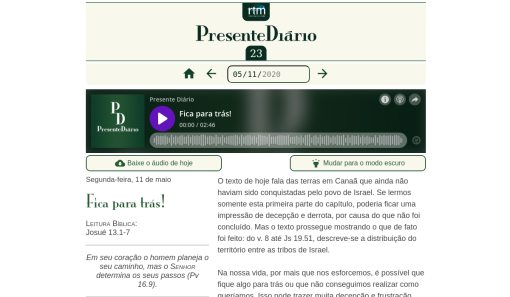 rtm
PresenteDiário
23
05/11/2020
Presente Diário
Fica para trás!
00:00 / 02:46
PD
PresenteDiário
Baixe o áudio de hoje
Mudar para o modo escuro
Segunda-feira, 11 de maio
Fica para trás!
Leitura Bíblica:
Josué 13.1-7
Em seu coração o homem planeja o
seu caminho, mas o Senhor
determina os seus passos (Pv
16.9).
O texto de hoje fala das terras em Canaã que ainda não
haviam sido conquistadas pelo povo de Israel. Se lermos
somente esta primeira parte do capítulo, poderia ficar uma
impressão de decepção e derrota, por causa do que não foi
concluído. Mas o texto prossegue mostrando o que de fato
foi feito: do v. 8 até Js 19.51, descreve-se a distribuição do
território entre as tribos de Israel.
Na nossa vida, por mais que nos esforcemos, é possível que
fique algo para trás ou que não conseguimos realizar como
queríamos. Isso pode trazer muita decepção e frustração